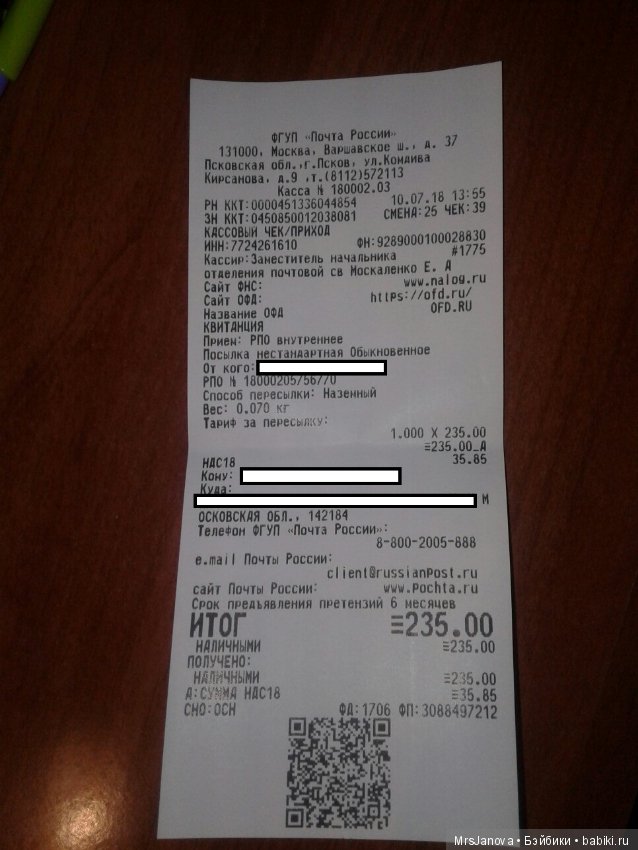 ФГУП «Почта России»
131000, Москва, Варшавское ш., д. 37
Псковская обл.,г.Псков, ул.Комдива
Кирсанова, д.9 ,т.(8112)572113
Касса № 180002.03
РН ККТ:0000451336044854 10.07.18 13:55
ЗН ККТ:0450850012038081 СМЕНА:25 ЧЕК:39
КАССОВЫЙ ЧЕК/ПРИХОД
ИНН:7724261610 ФН:9289000100028830
Кассир:Заместитель начальника #1775
отделения почтовой св Москаленко Е. А
Сайт ФНС: www.nalog.ru
Сайт ОФД: https://ofd.ru/
Название ОФД OFD.RU
КВИТАНЦИЯ
Прием: РПО внутреннее
Посылка нестандартная Обыкновенное
От кого:
РПО № 18000205756770
Способ пересылки: Наземный
Вес: 0.070 кг
Тариф за пересылку:
1.000 X 235.00
=235.00_А
НДС18 35.85
Кому:
Куда:
М
ОСКОВСКАЯ ОБЛ., 142184
Телефон ФГУП «Почта России»:
8-800-2005-888
e.mail Почты России:
client@russianpost.ru
сайт Почты России: www.pochta.ru
Срок предъявления претензий 6 месяцев
ИТОГ =235.00
НАЛИЧНЫМИ =235.00
ПОЛУЧЕНО:
НАЛИЧНЫМИ =235.00
А:СУММА НДС18 =35.85
СНО:ОСН ФД:1706 ФП:3088497212
MrsJanova • Бэйбики • babiki.ru